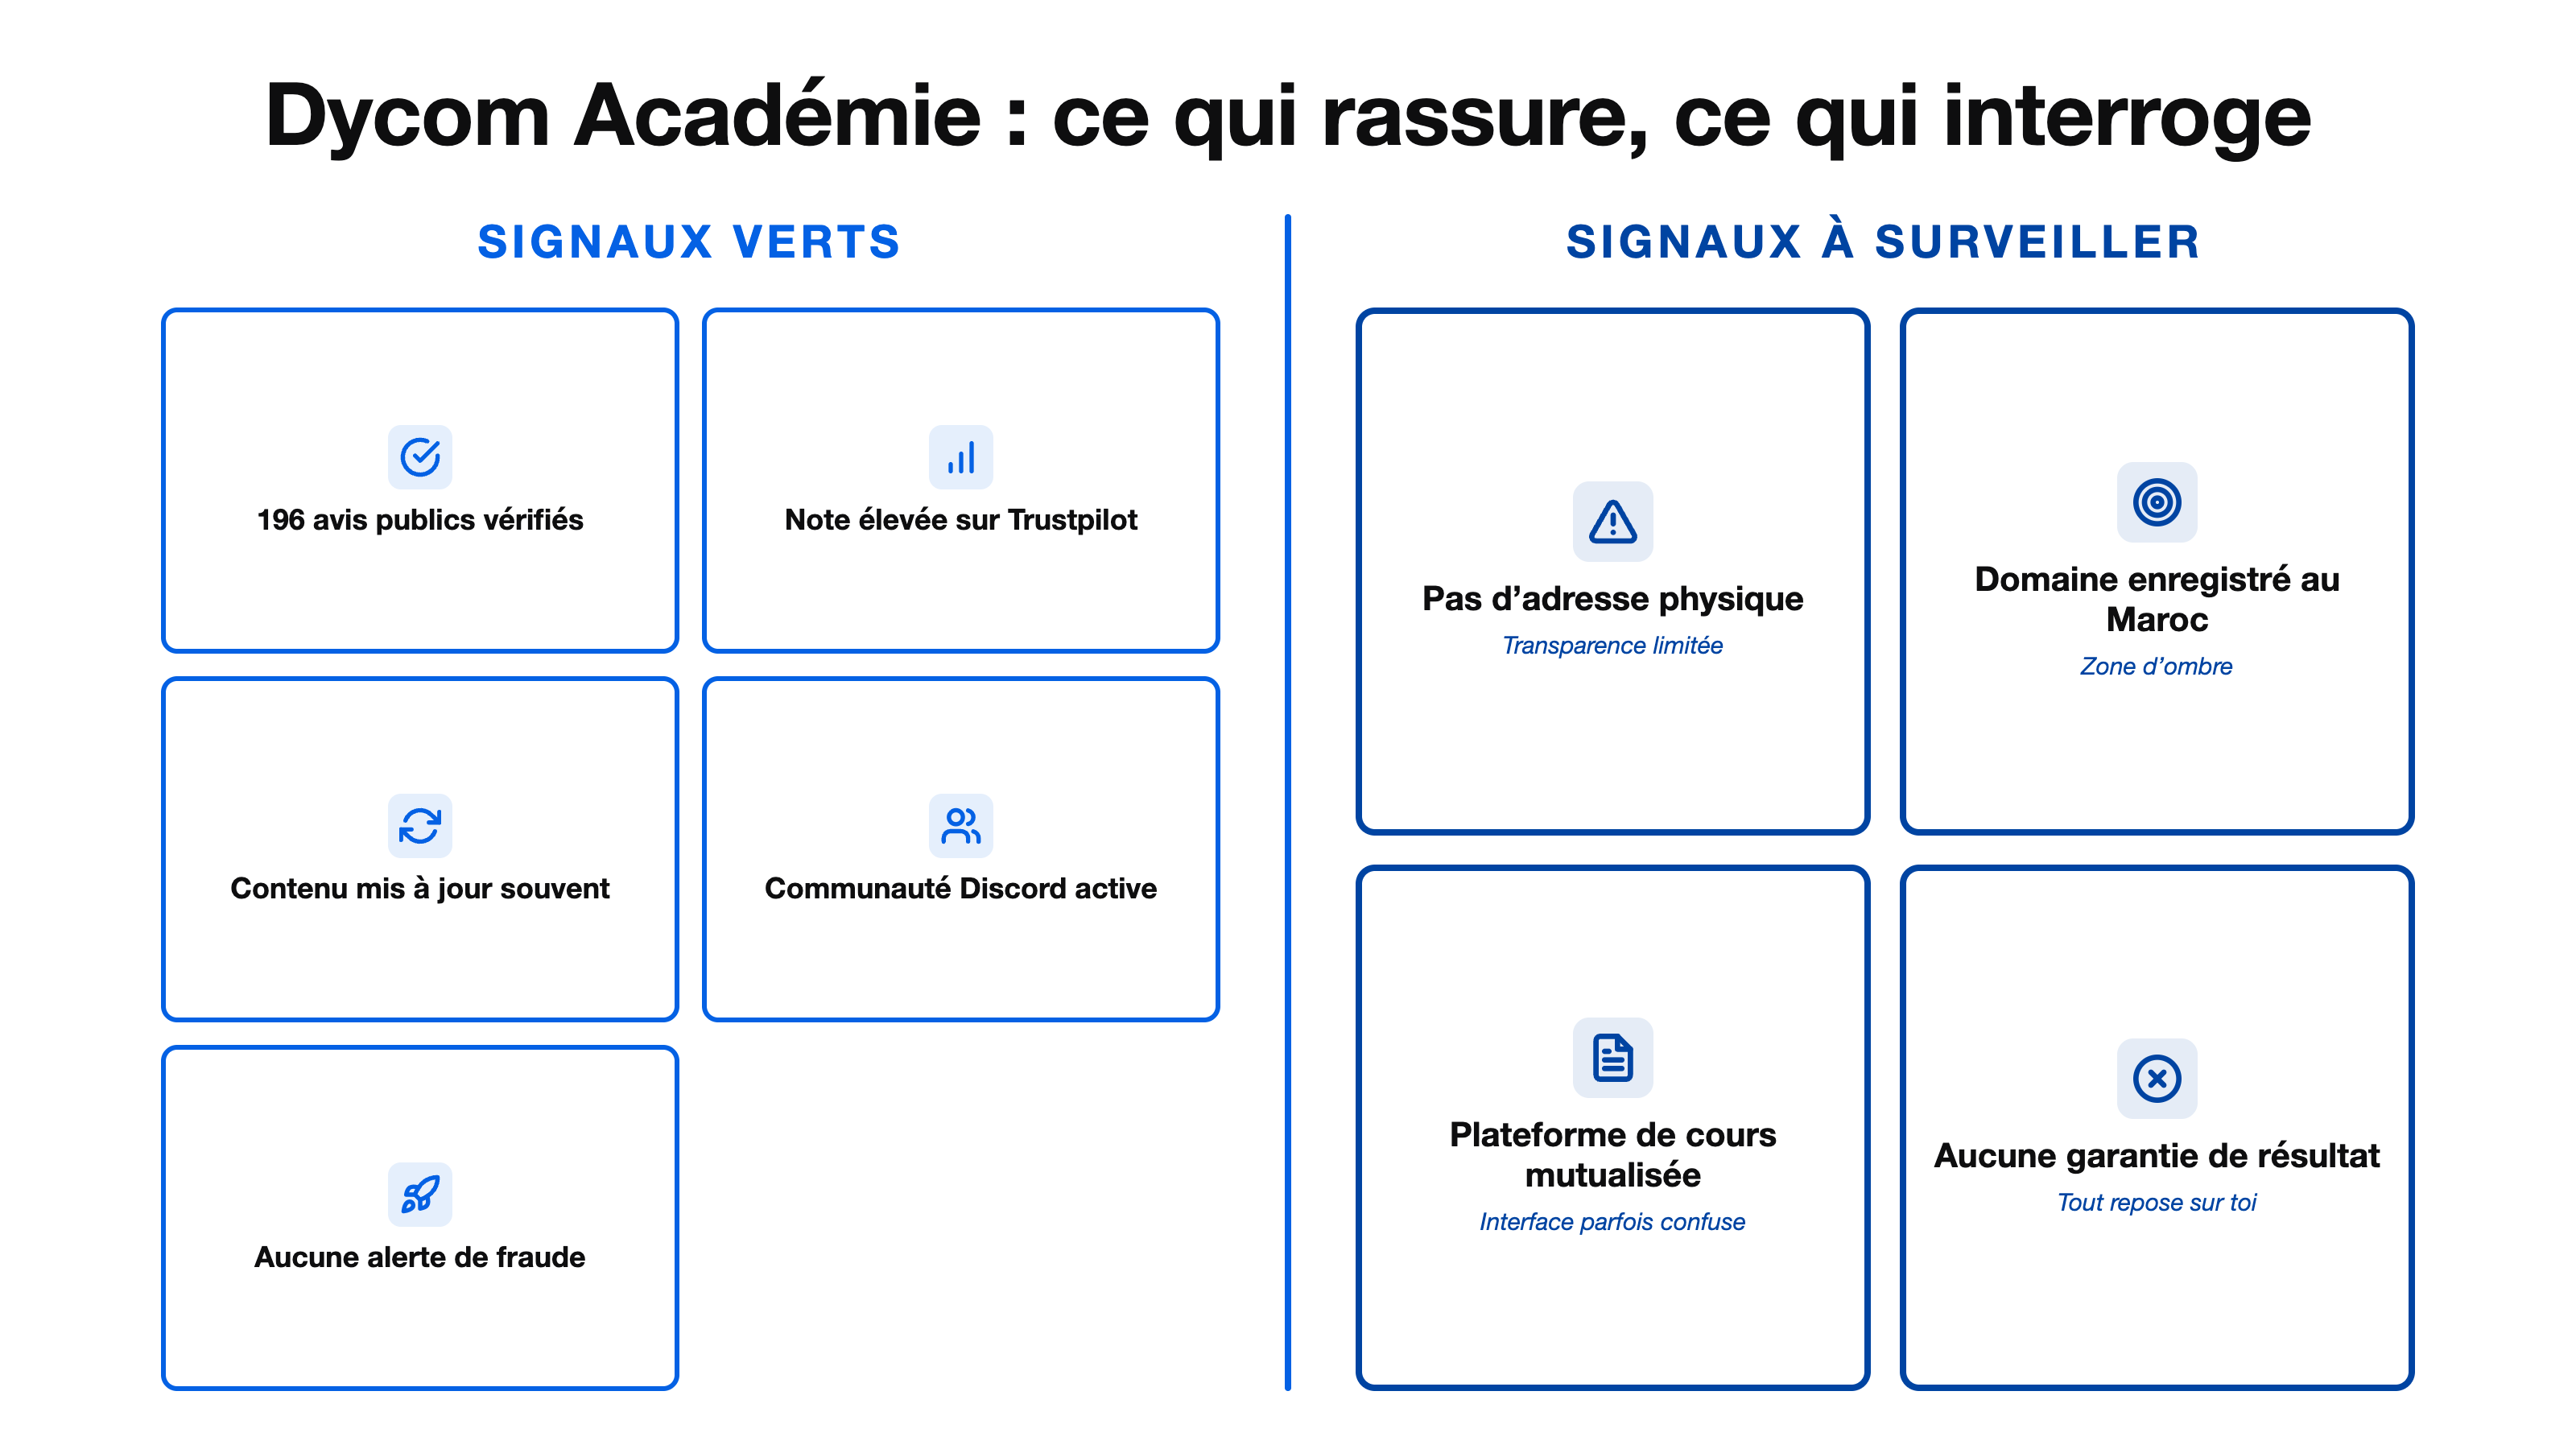 Dycom Académie : ce qui rassure, ce qui interroge
SIGNAUX VERTS
196 avis publics vérifiés
Note élevée sur Trustpilot
Contenu mis à jour souvent
Communauté Discord active
Aucune alerte de fraude
SIGNAUX À SURVEILLER
Pas d’adresse physique
Transparence limitée
Domaine enregistré au
Maroc
Zone d’ombre
Plateforme de cours
mutualisée
Interface parfois confuse
Aucune garantie de résultat
Tout repose sur toi